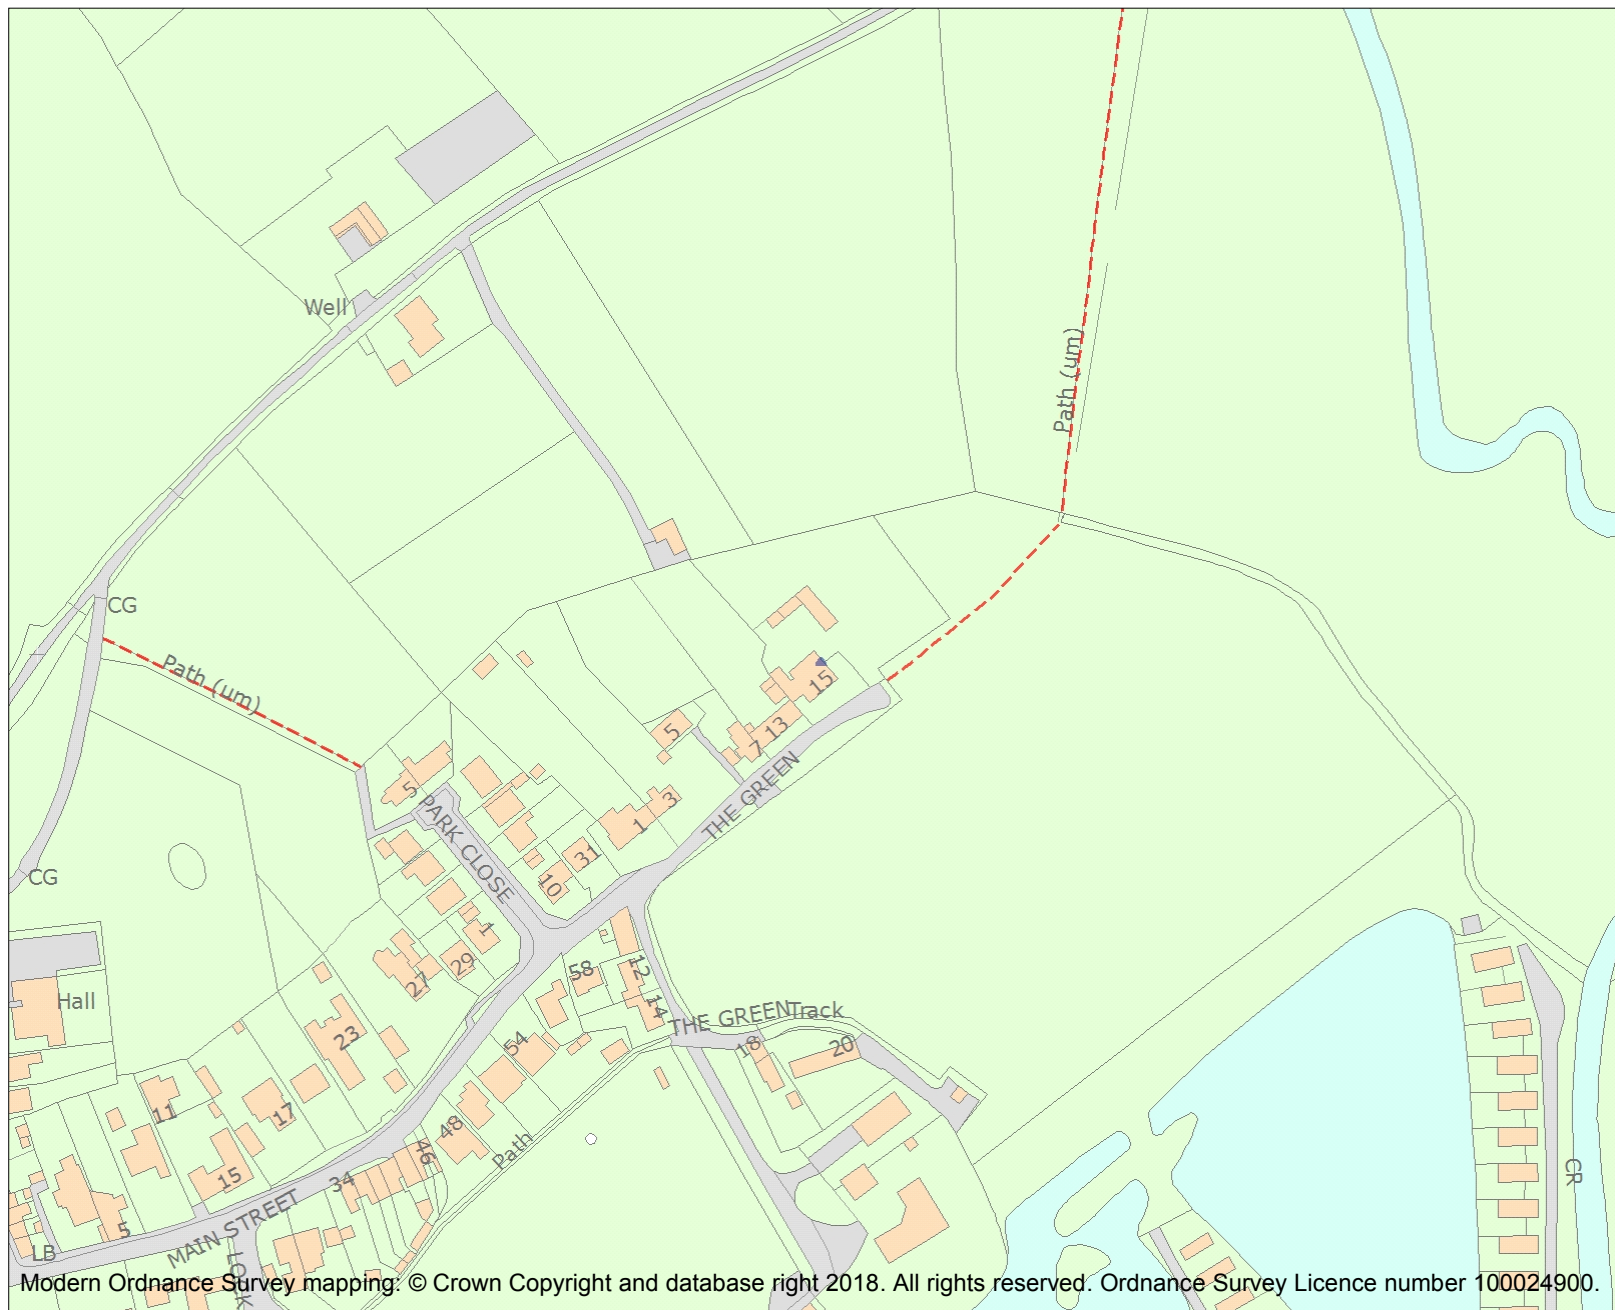 Well
Path (um)
CG
Path (um)
15
5
13
7
THE GREEN
5
PARK CLOSE
3
1
31
10
CG
1
29
27
58
12
14
Hall
THE GREEN
Track
23
54
18
20
11
17
48
46
Path
15
34
CR
5
MAIN STREET
LB
LOCK
Modern Ordnance Survey mapping: © Crown Copyright and database right 2018. All rights reserved. Ordnance Survey Licence number 100024900.